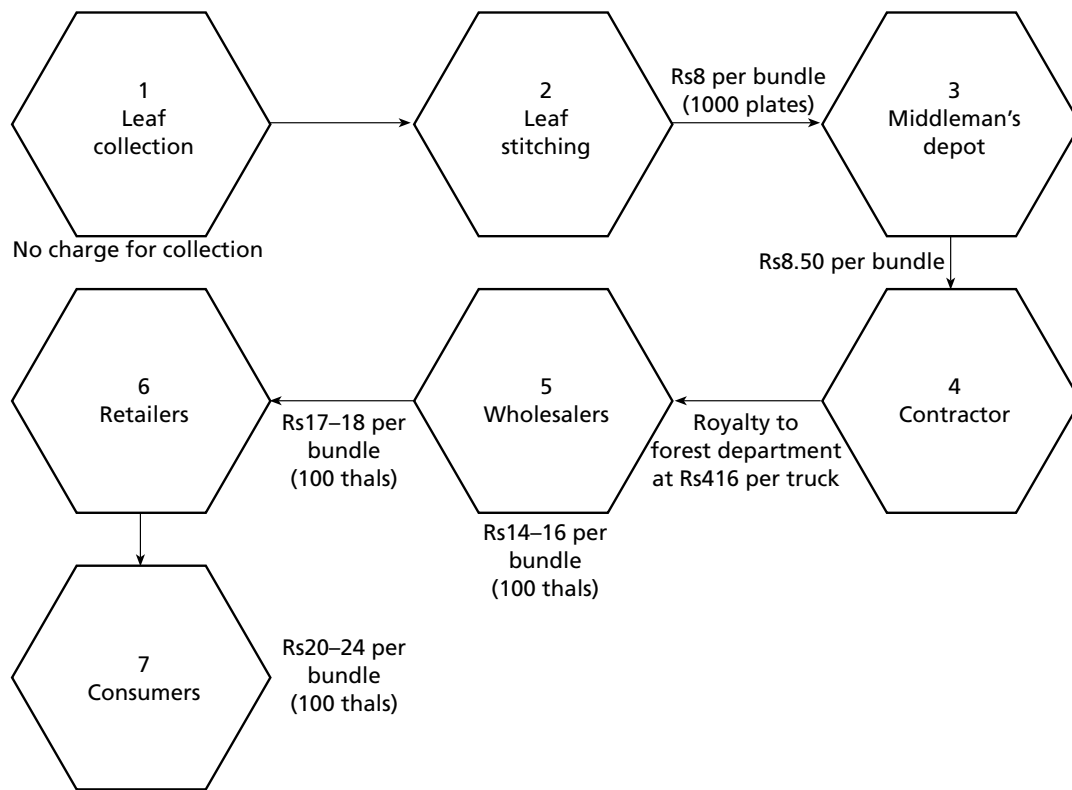 1
Leaf
collection
No charge for collection
2
Leaf
stitching
Rs8 per bundle
(1000 plates)
3
Middleman's
depot
Rs8.50 per bundle
4
Contractor
Royalty to
forest department
at Rs416 per truck
5
Wholesalers
Rs14–16 per
bundle
(100 thals)
Rs17–18 per
bundle
(100 thals)
6
Retailers
7
Consumers
Rs20–24 per
bundle
(100 thals)